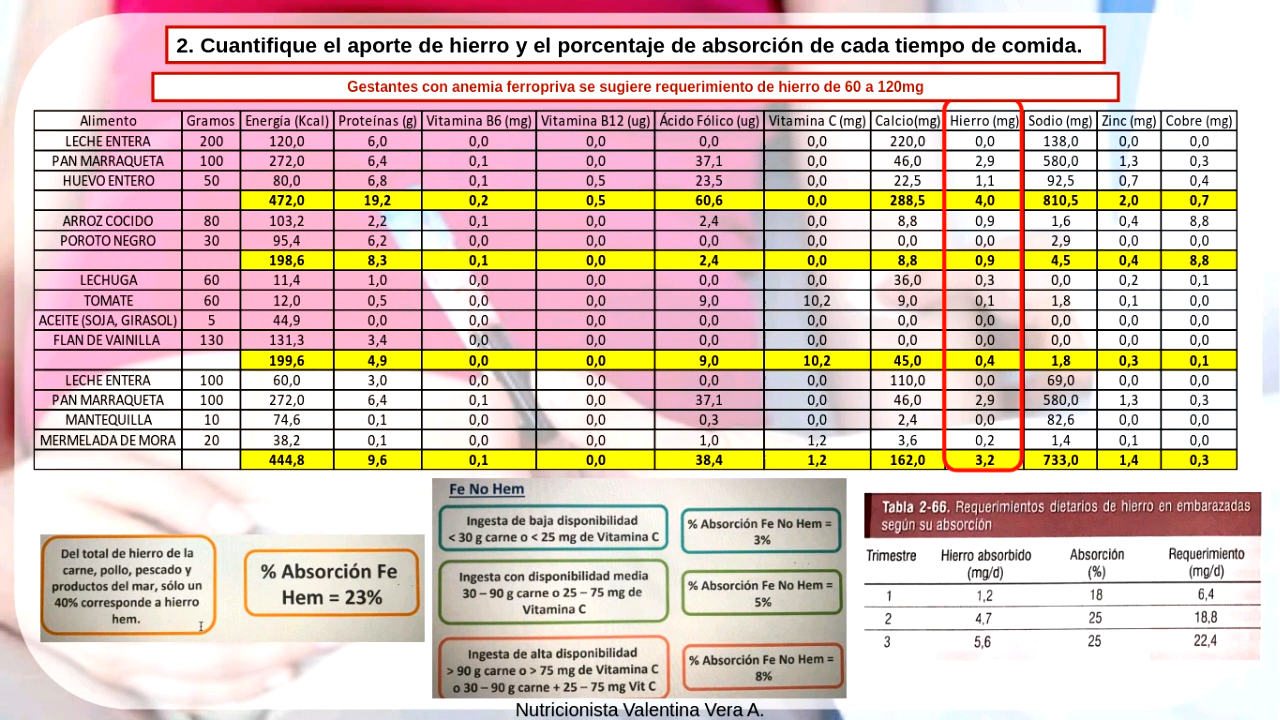 2. Cuantifique el aporte de hierro y el porcentaje de absorción de cada tiempo de comida.
Gestantes con anemia ferropriva se sugiere requerimiento de hierro de 60 a 120mg
Alimento Gramos Energía (Kcal) Proteínas (g) Vitamina B6 (mg) Vitamina B12 (ug) Ácido Fólico (ug) Vitamina C (mg) Calcio(mg) Hierro (mg) Sodio (mg) Zinc (mg) Cobre (mg)
LECHE ENTERA 200 120,0 6,0 0,0 0,0 0,0 0,0 220,0 0,0 138,0 0,0 0,0
PAN MARRAQUETA 100 272,0 6,4 0,1 0,0 37,1 0,0 46,0 2,9 580,0 1,3 0,3
HUEVO ENTERO 50 80,0 6,8 0,1 0,5 23,5 0,0 22,5 1,1 92,5 0,7 0,4
472,0 19,2 0,2 0,5 60,6 0,0 288,5 4,0 810,5 2,0 0,7
ARROZ COCIDO 80 103,2 2,2 0,1 0,0 2,4 0,0 8,8 0,9 1,6 0,4 8,8
POROTO NEGRO 30 95,4 6,2 0,0 0,0 0,0 0,0 0,0 0,0 2,9 0,0 0,0
198,6 8,3 0,1 0,0 2,4 0,0 8,8 0,9 4,5 0,4 8,8
LECHUGA 60 11,4 1,0 0,0 0,0 0,0 0,0 36,0 0,3 0,0 0,2 0,1
TOMATE 60 12,0 0,5 0,0 0,0 9,0 10,2 9,0 0,1 1,8 0,1 0,0
ACEITE (SOJA, GIRASOL) 5 44,9 0,0 0,0 0,0 0,0 0,0 0,0 0,0 0,0 0,0 0,0
FLAN DE VAINILLA 130 131,3 3,4 0,0 0,0 0,0 0,0 0,0 0,0 0,0 0,0 0,0
199,6 4,9 0,0 0,0 9,0 10,2 45,0 0,4 1,8 0,3 0,1
LECHE ENTERA 100 60,0 3,0 0,0 0,0 0,0 0,0 110,0 0,0 69,0 0,0 0,0
PAN MARRAQUETA 100 272,0 6,4 0,1 0,0 37,1 0,0 46,0 2,9 580,0 1,3 0,3
MANTEQUILLA 10 74,6 0,1 0,0 0,0 0,3 0,0 2,4 0,0 82,6 0,0 0,0
MERMELADA DE MORA 20 38,2 0,1 0,0 0,0 1,0 1,2 3,6 0,2 1,4 0,1 0,0
444,8 9,6 0,1 0,0 38,4 1,2 162,0 3,2 733,0 1,4 0,3
Del total de hierro de la
carne, pollo, pescado y
productos del mar, sólo un
40% corresponde a hierro
hem.
% Absorción Fe
Hem = 23%
Fe No Hem
Ingesta de baja disponibilidad
< 30 g carne o < 25 mg de Vitamina C
% Absorción Fe No Hem =
3%
Ingesta con disponibilidad media
30 – 90 g carne o 25 – 75 mg de
Vitamina C
% Absorción Fe No Hem =
5%
Ingesta de alta disponibilidad
> 90 g carne o > 75 mg de Vitamina C
o 30 – 90 g carne + 25 – 75 mg Vit C
% Absorción Fe No Hem =
8%
Tabla 2-66. Requerimientos dietarios de hierro en embarazadas
según su absorción
Trimestre Hierro absorbido Absorción Requerimiento
(mg/d) (%) (mg/d)
1 1,2 18 6,4
2 4,7 25 18,8
3 5,6 25 22,4
Nutricionista Valentina Vera A.